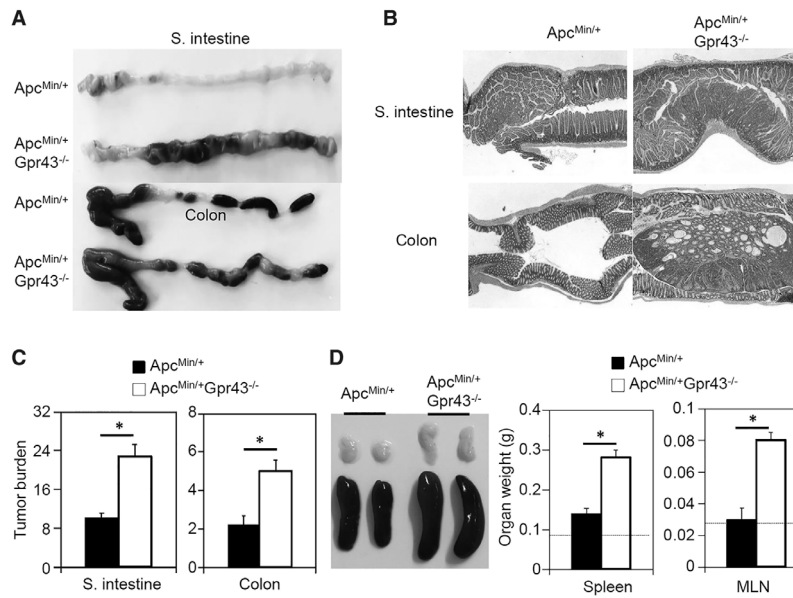 A
S. intestine
Apc^Min/+
Apc^Min/+
Gpr43^-/-
Apc^Min/+
Colon
Apc^Min/+
Gpr43^-/-
B
Apc^Min/+
Apc^Min/+
Gpr43^-/-
S. intestine
Colon
C
Apc^Min/+
Apc^Min/+Gpr43^-/-
Tumor burden
32
24
16
8
0
*
S. intestine
8
6
4
2
0
*
Colon
D
Apc^Min/+
Apc^Min/+
Gpr43^-/-
Apc^Min/+
Apc^Min/+Gpr43^-/-
Organ weight (g)
0.4
0.3
0.2
0.1
0
*
Spleen
0.1
0.08
0.06
0.04
0.02
0
*
MLN